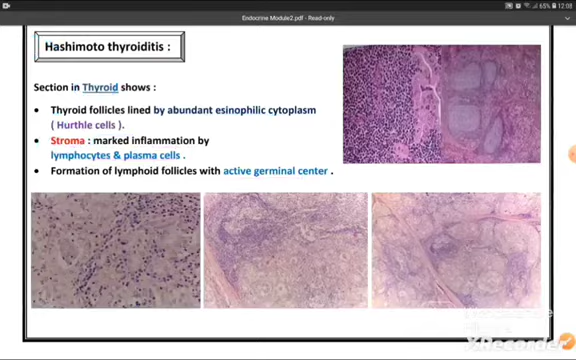 12:08
65%
Endocrine Module2.pdf - Read-only
Hashimoto thyroiditis :
Section in Thyroid shows :
• Thyroid follicles lined by abundant esinophilic cytoplasm
( Hurthle cells ).
• Stroma : marked inflammation by
lymphocytes & plasma cells .
• Formation of lymphoid follicles with active germinal center .
XRecorder